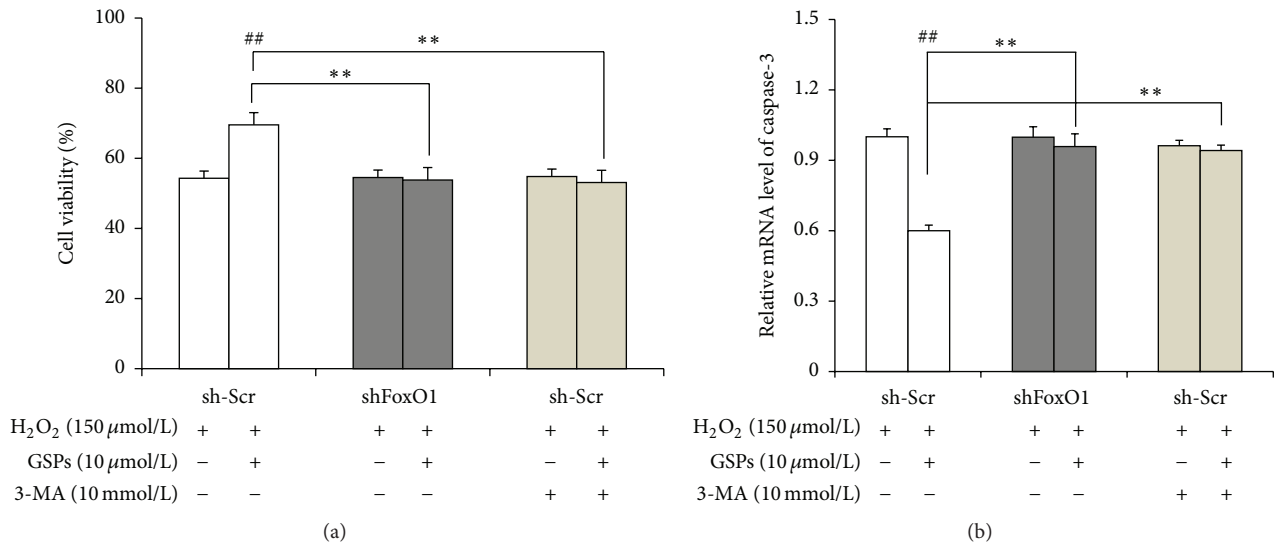 100
80
60
40
20
0
Cell viability (%)
##
**
**
sh-Scr shFoxO1 sh-Scr
H₂O₂ (150 μmol/L) + + + + + +
GSPs (10 μmol/L) − + − + − +
3-MA (10 mmol/L) − − − − + +
(a)
1.5
1.2
0.9
0.6
0.3
0
Relative mRNA level of caspase-3
##
**
**
sh-Scr shFoxO1 sh-Scr
H₂O₂ (150 μmol/L) + + + + + +
GSPs (10 μmol/L) − + − + − +
3-MA (10 mmol/L) − − − − + +
(b)